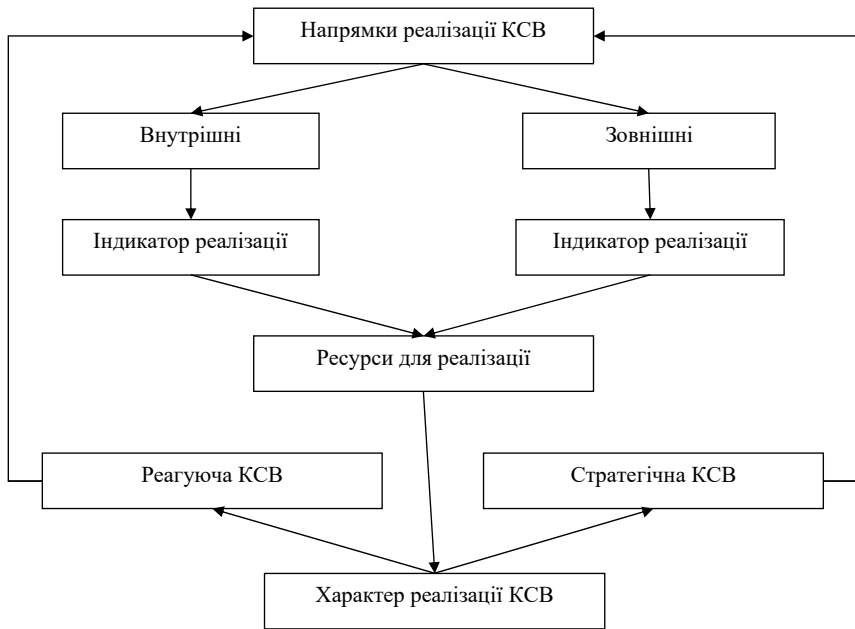 Напрямки реалізації КСВ
Внутрішні
Зовнішні
Індикатор реалізації
Індикатор реалізації
Ресурси для реалізації
Реагуюча КСВ
Стратегічна КСВ
Характер реалізації КСВ